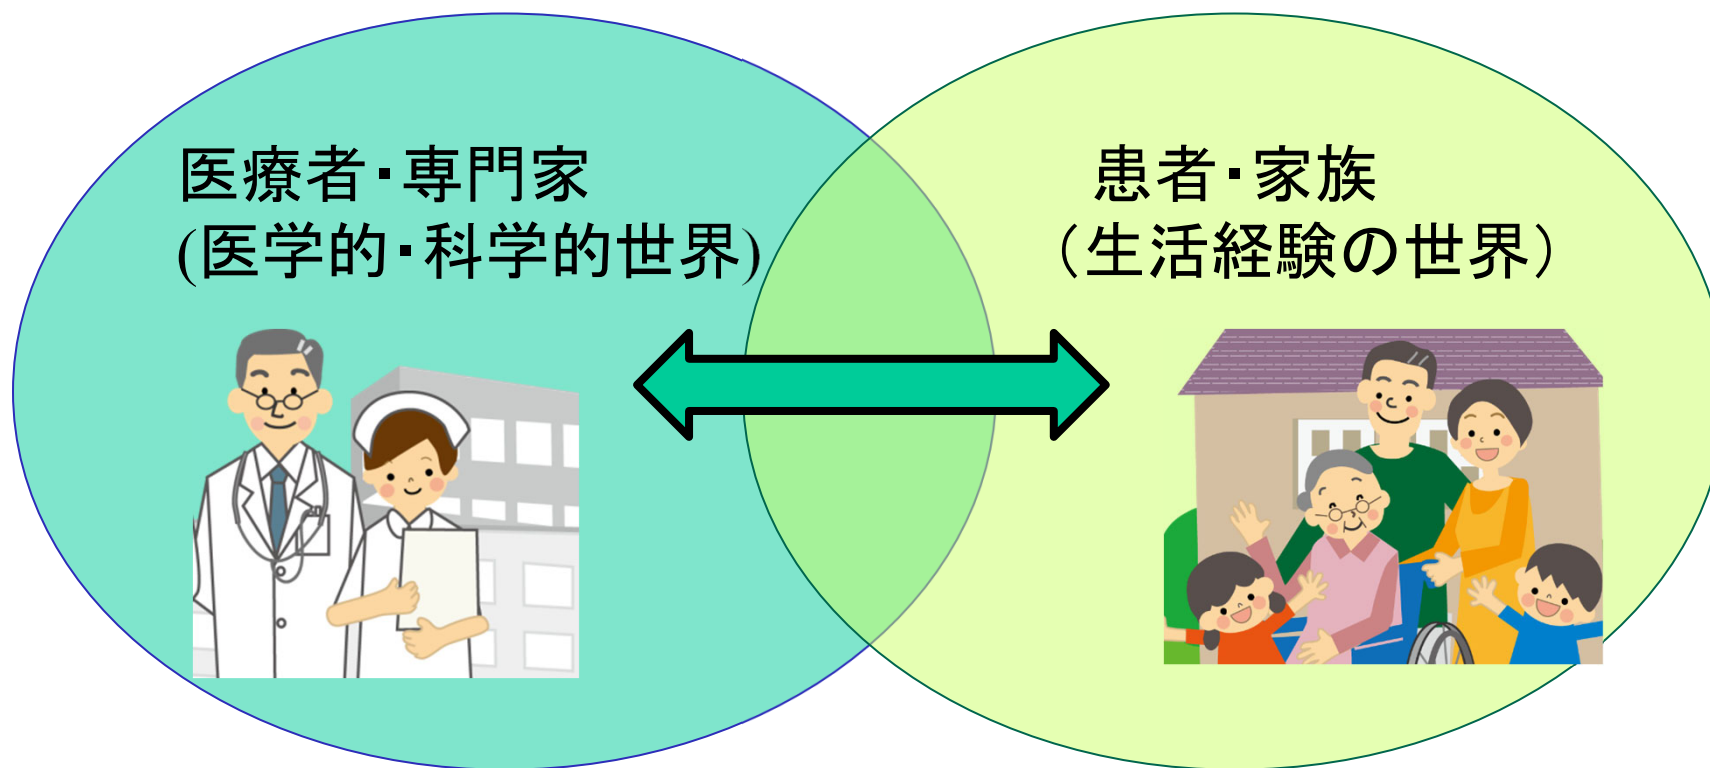 医療者・専門家
(医学的・科学的世界)
患者・家族
（生活経験の世界）